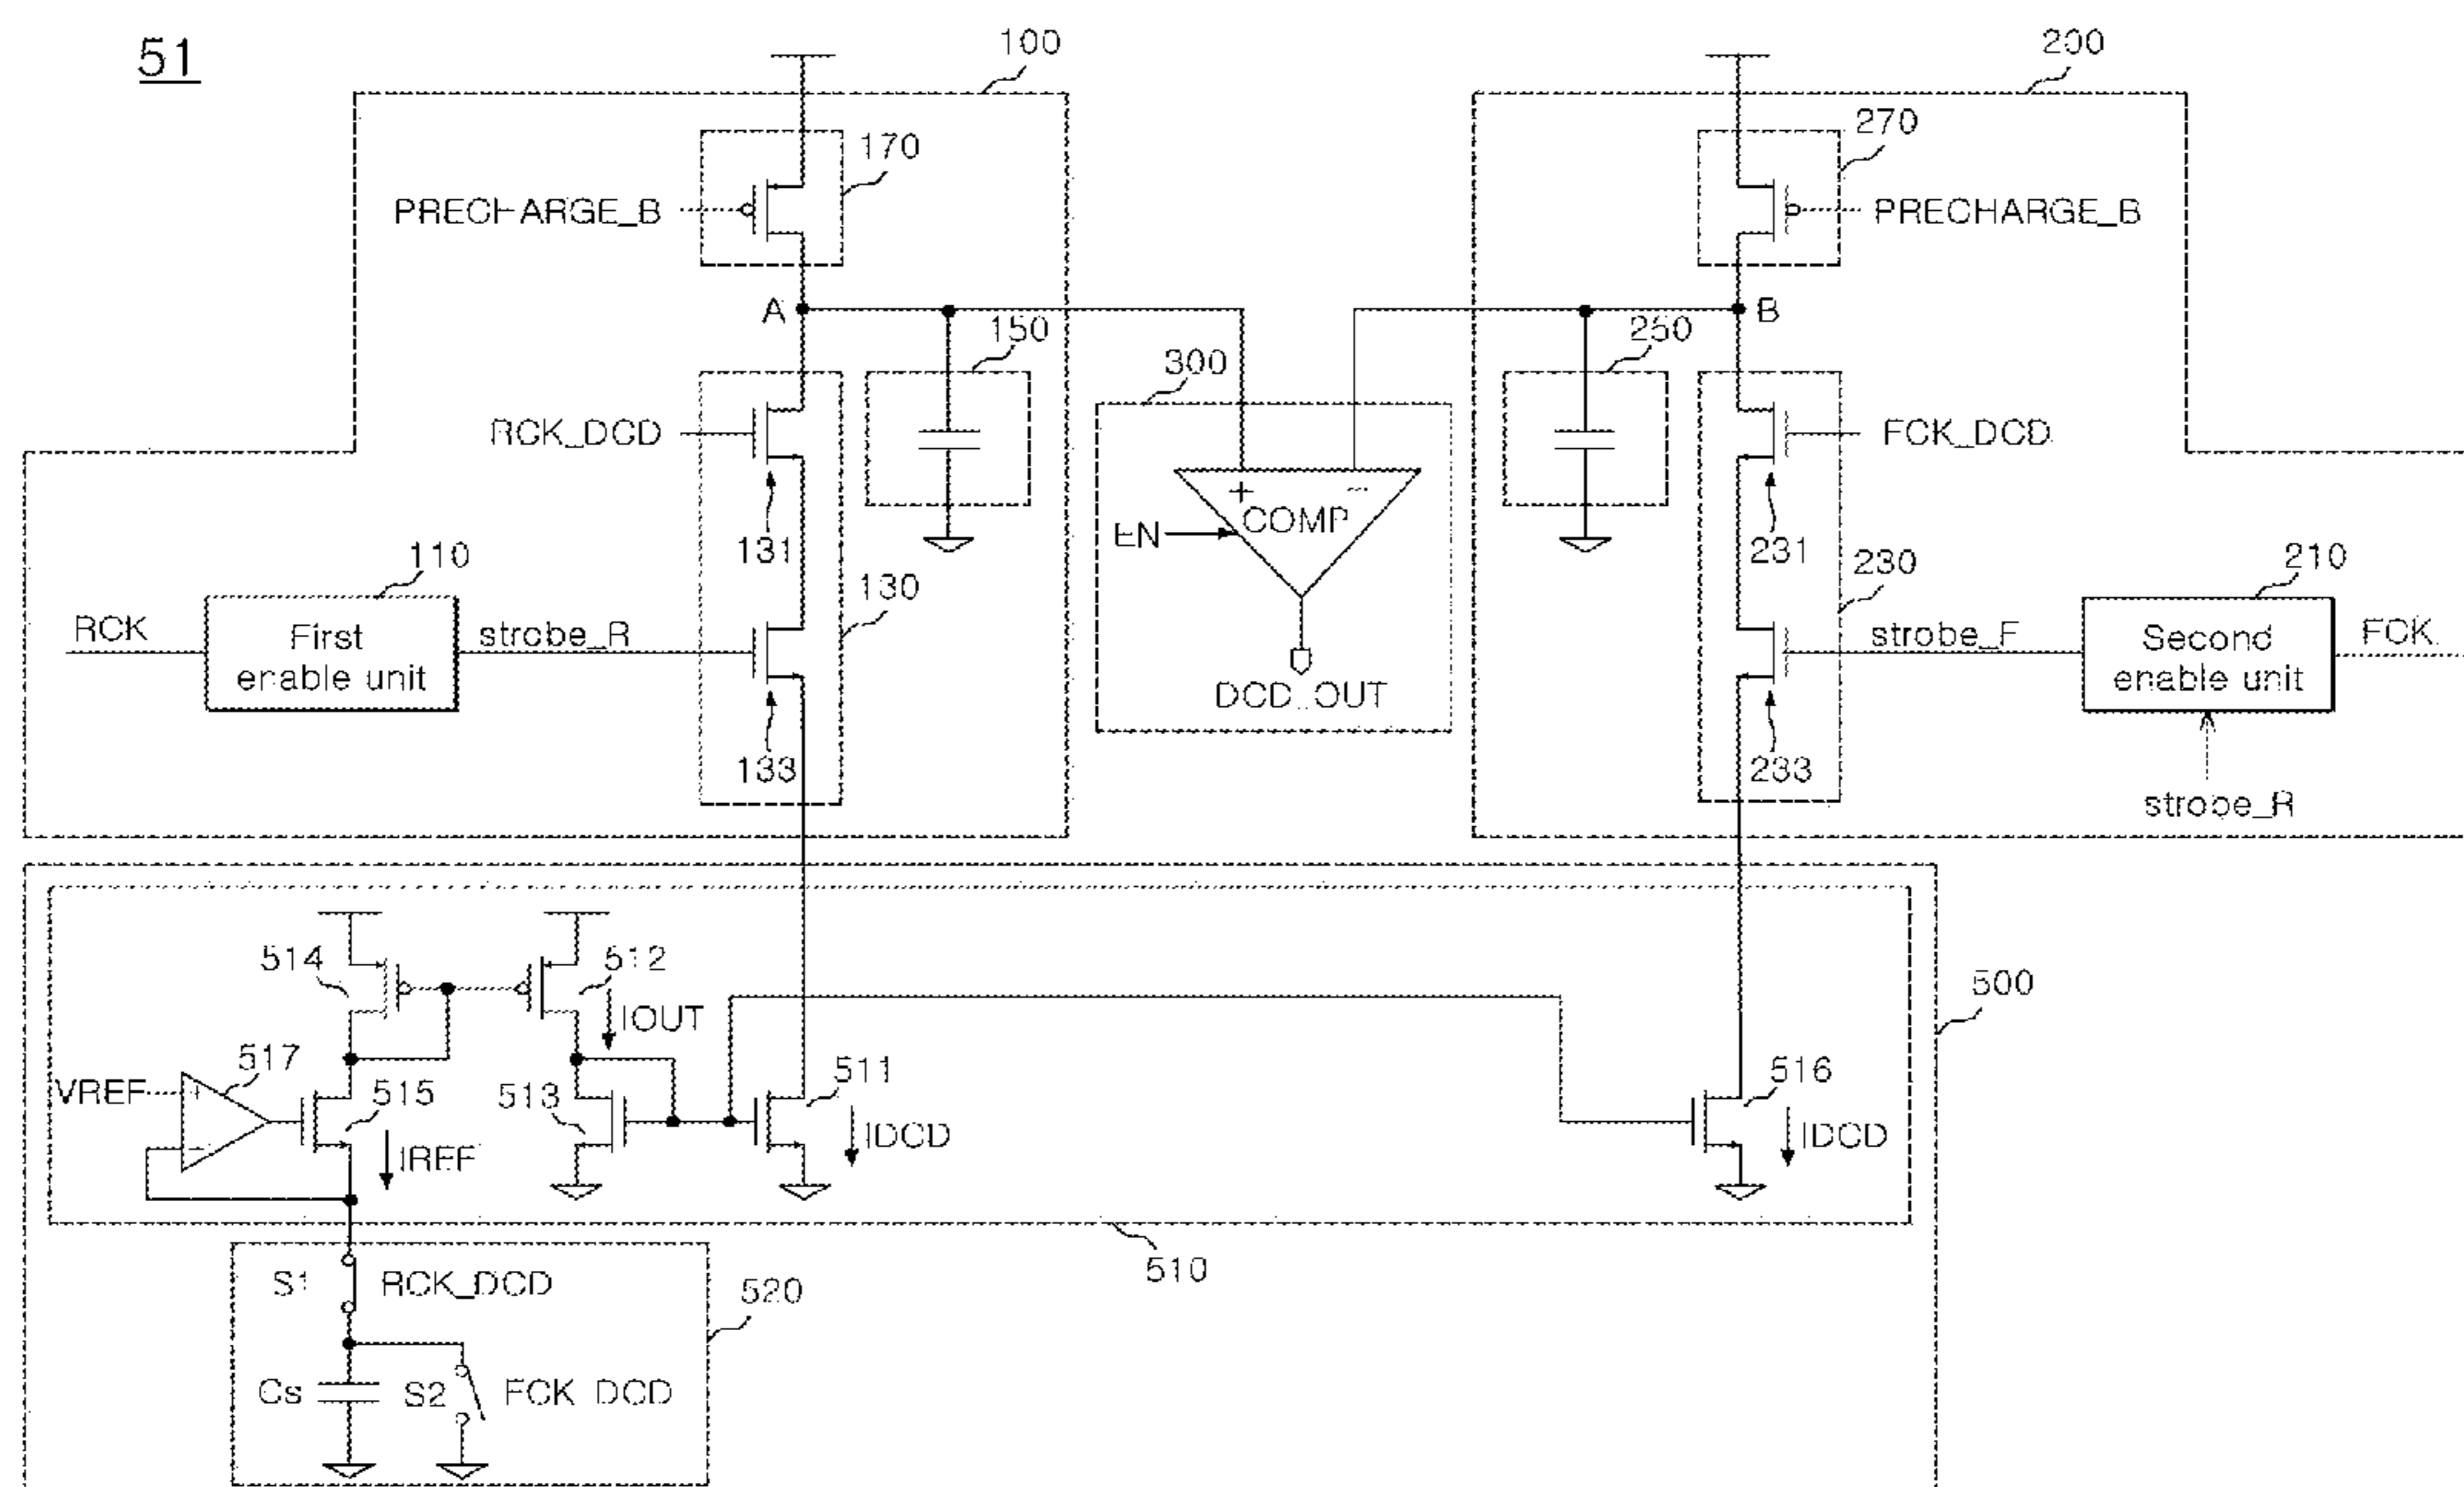 51
100
200
170
270
PRECHARGE_B
PRECHARGE_B
A
B
150
250
300
RCK_DCD
FCK_DCD
+
−
COMP
EN
131
231
110
130
230
210
RCK
First
enable unit
strobe_R
strobe_F
Second
enable unit
FCK
DCD_OUT
133
233
strobe_R
514
512
IOUT
500
517
VREF
+
−
515
513
511
516
IREF
IDCD
IDCD
510
S1
RCK_DCD
520
Cs
S2
FCK_DCD